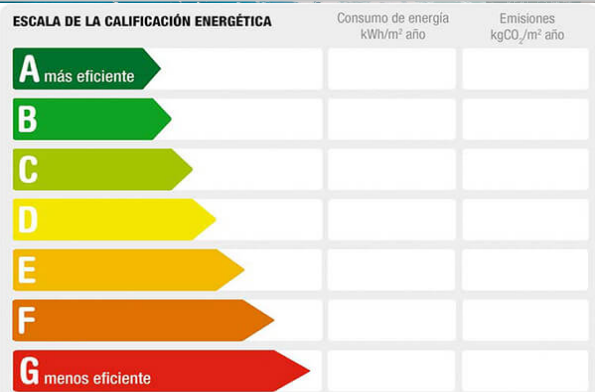 ESCALA DE LA CALIFICACIÓN ENERGÉTICA
Consumo de energía
kWh/m² año
Emisiones
kgCO₂/m² año
A más eficiente
B
C
D
E
F
G menos eficiente